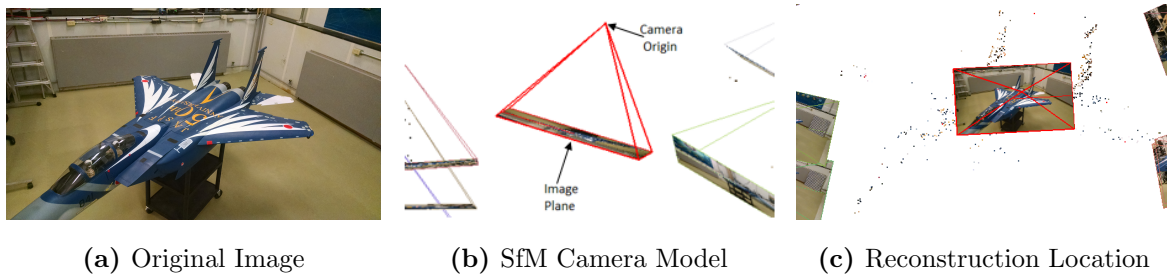 Camera
Origin
Image
Plane
(a) Original Image
(b) SfM Camera Model
(c) Reconstruction Location